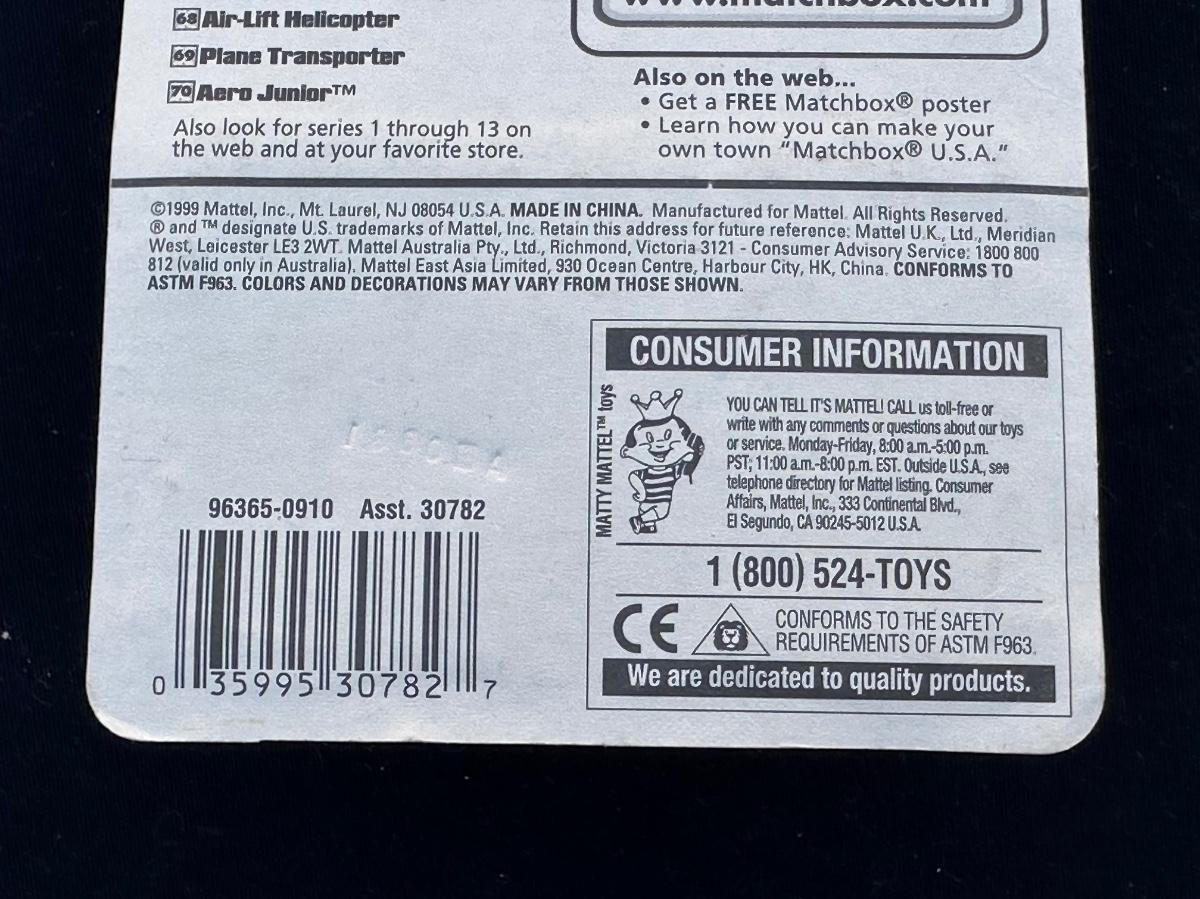 68 Air-Lift Helicopter
69 Plane Transporter
70 Aero Junior™
Also look for series 1 through 13 on
the web and at your favorite store.
www.matchbox.com
Also on the web...
• Get a FREE Matchbox® poster
• Learn how you can make your
own town "Matchbox® U.S.A."
©1999 Mattel, Inc., Mt. Laurel, NJ 08054 U.S.A. MADE IN CHINA. Manufactured for Mattel. All Rights Reserved.
® and ™ designate U.S. trademarks of Mattel, Inc. Retain this address for future reference: Mattel U.K., Ltd., Meridian
West, Leicester LE3 2WT. Mattel Australia Pty., Ltd., Richmond, Victoria 3121 - Consumer Advisory Service: 1800 800
812 (valid only in Australia). Mattel East Asia Limited, 930 Ocean Centre, Harbour City, HK, China. CONFORMS TO
ASTM F963. COLORS AND DECORATIONS MAY VARY FROM THOSE SHOWN.
96365-0910 Asst. 30782
0 35995 30782 7
CONSUMER INFORMATION
MATTY MATTEL™ toys
YOU CAN TELL IT'S MATTEL! CALL us toll-free or
write with any comments or questions about our toys
or service. Monday-Friday, 8:00 a.m.-5:00 p.m.
PST; 11:00 a.m.-8:00 p.m. EST. Outside U.S.A., see
telephone directory for Mattel listing. Consumer
Affairs, Mattel, Inc., 333 Continental Blvd.,
El Segundo, CA 90245-5012 U.S.A.
1 (800) 524-TOYS
CE
CONFORMS TO THE SAFETY
REQUIREMENTS OF ASTM F963.
We are dedicated to quality products.